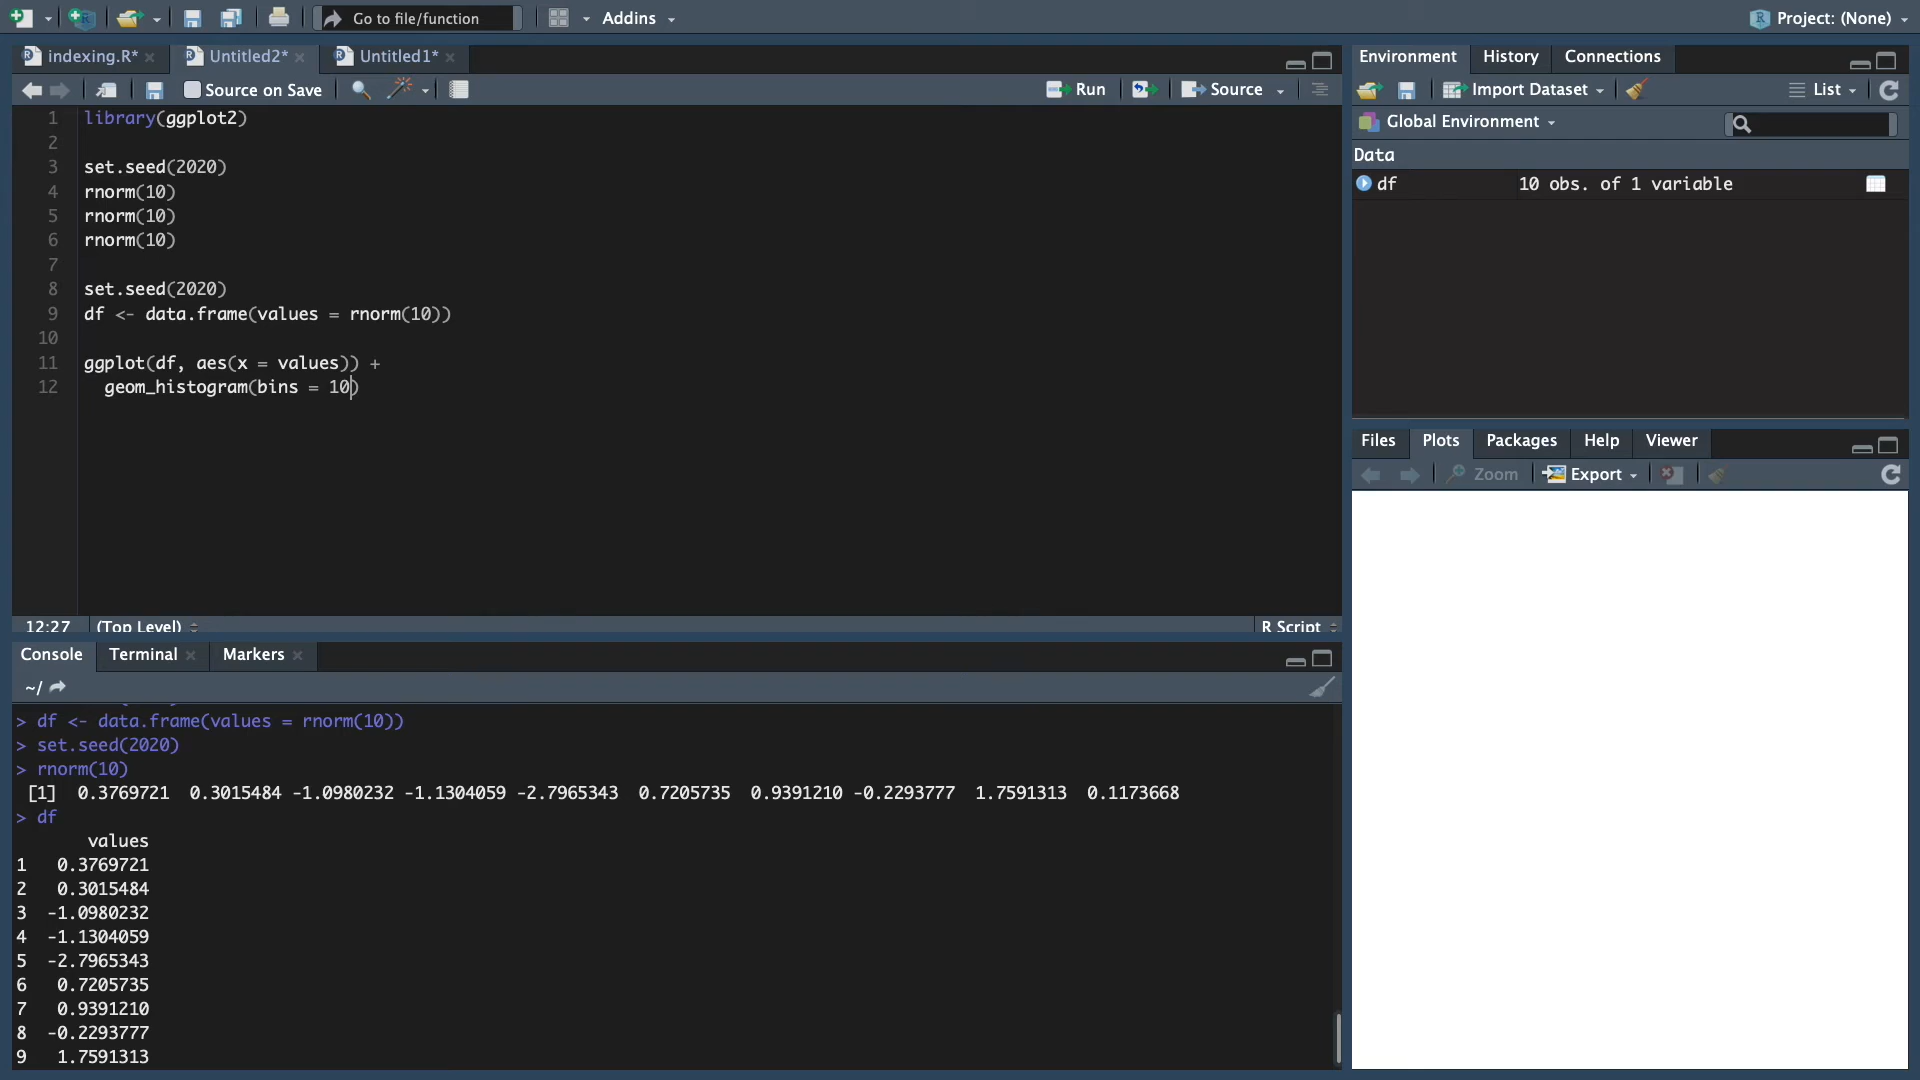 Go to file/function
Addins
Project: (None)
indexing.R*
Untitled2*
Untitled1*
Source on Save
Run
Source
1 library(ggplot2)
2
3 set.seed(2020)
4 rnorm(10)
5 rnorm(10)
6 rnorm(10)
7
8 set.seed(2020)
9 df <- data.frame(values = rnorm(10))
10
11 ggplot(df, aes(x = values)) +
12 geom_histogram(bins = 10)
12:27 (Top Level)
R Script
Console
Terminal
Markers
~/
> df <- data.frame(values = rnorm(10))
> set.seed(2020)
> rnorm(10)
[1] 0.3769721 0.3015484 -1.0980232 -1.1304059 -2.7965343 0.7205735 0.9391210 -0.2293777 1.7591313 0.1173668
> df
values
1 0.3769721
2 0.3015484
3 -1.0980232
4 -1.1304059
5 -2.7965343
6 0.7205735
7 0.9391210
8 -0.2293777
9 1.7591313
Environment
History
Connections
Import Dataset
List
Global Environment
Data
df 10 obs. of 1 variable
Files
Plots
Packages
Help
Viewer
Zoom
Export